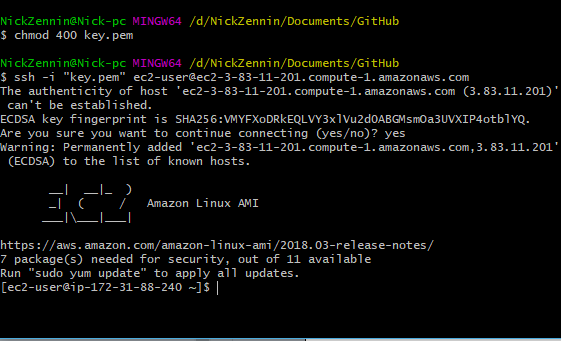 NickZennin@Nick-pc MINGW64 /d/NickZennin/Documents/GitHub
$ chmod 400 key.pem
NickZennin@Nick-pc MINGW64 /d/NickZennin/Documents/GitHub
$ ssh -i "key.pem" ec2-user@ec2-3-83-11-201.compute-1.amazonaws.com
The authenticity of host 'ec2-3-83-11-201.compute-1.amazonaws.com (3.83.11.201)'
can't be established.
ECDSA key fingerprint is SHA256:VMYFXoDRkEQLVY3xlVu2dOABGMsmOa3UVXIP4otblYQ.
Are you sure you want to continue connecting (yes/no)? yes
Warning: Permanently added 'ec2-3-83-11-201.compute-1.amazonaws.com,3.83.11.201'
(ECDSA) to the list of known hosts.
__|  __|_  )
_|  (     /   Amazon Linux AMI
___|\___|___|
https://aws.amazon.com/amazon-linux-ami/2018.03-release-notes/
7 package(s) needed for security, out of 11 available
Run "sudo yum update" to apply all updates.
[ec2-user@ip-172-31-88-240 ~]$